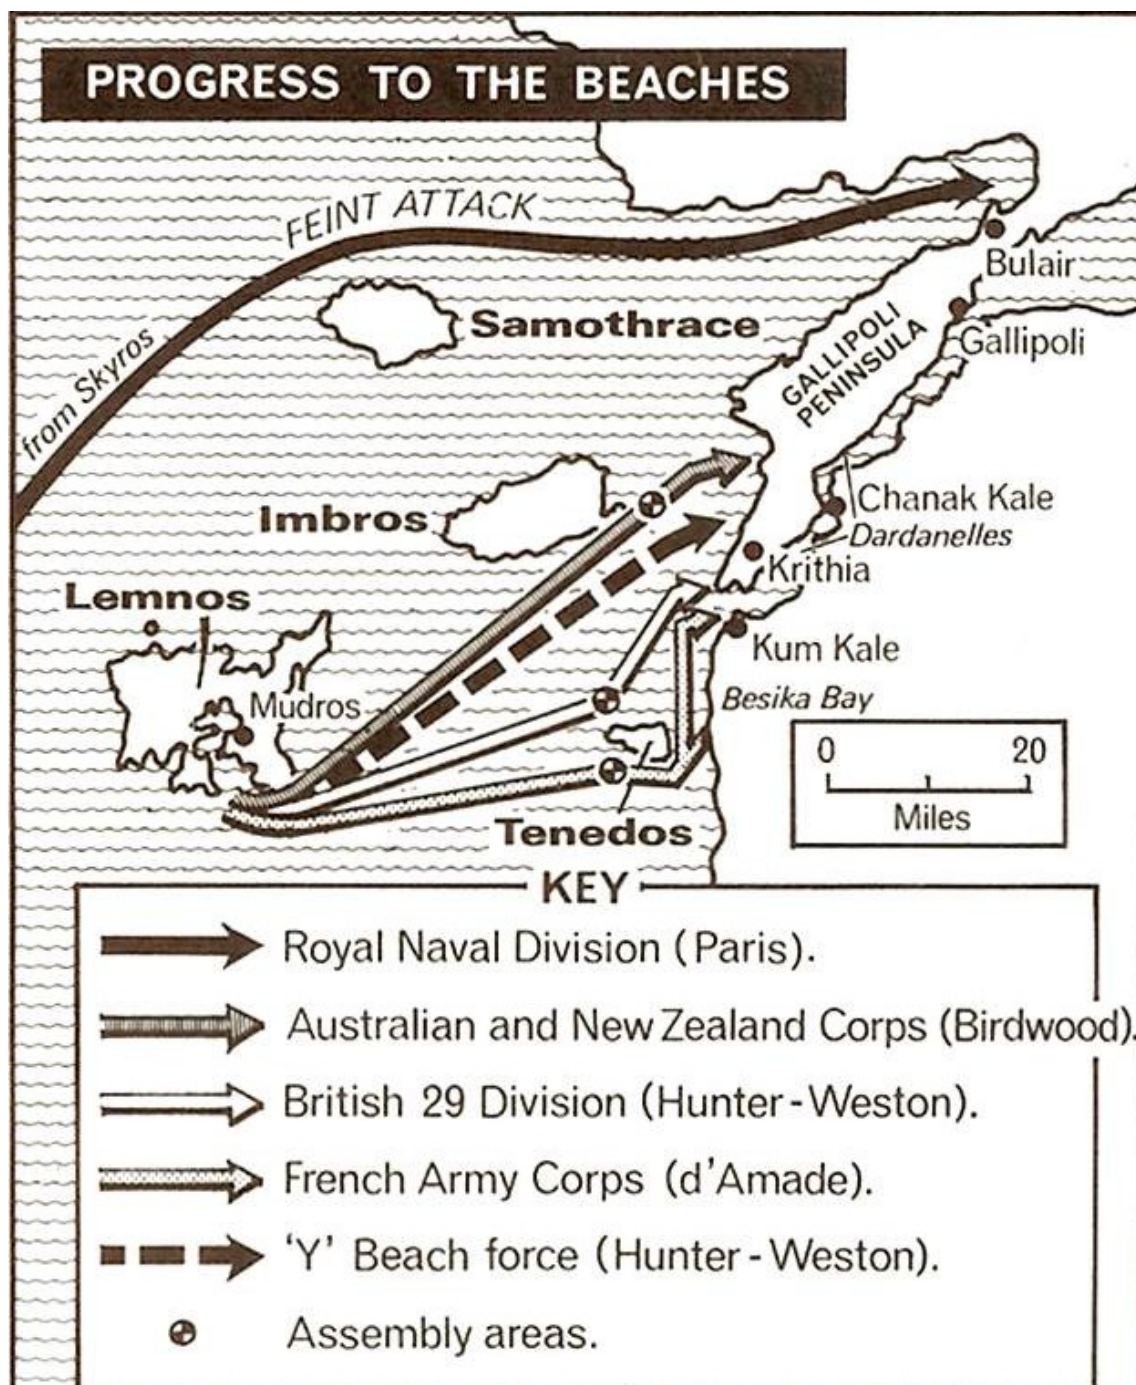 PROGRESS TO THE BEACHES
FEINT ATTACK
from Skyros
Bulair
Samothrace
Gallipoli
GALLIPOLI
PENINSULA
Imbros
Chanak Kale
Dardanelles
Krithia
Lemnos
Kum Kale
Mudros
Besika Bay
0 20
Miles
Tenedos
KEY
Royal Naval Division (Paris).
Australian and New Zealand Corps (Birdwood).
British 29 Division (Hunter-Weston).
French Army Corps (d'Amade).
'Y' Beach force (Hunter-Weston).
Assembly areas.